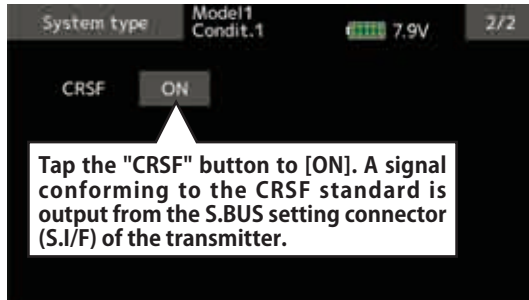 System type
Model1
Condit.1
7.9V
2/2
CRSF
ON
Tap the "CRSF" button to [ON]. A signal
conforming to the CRSF standard is
output from the S.BUS setting connector
(S.I/F) of the transmitter.